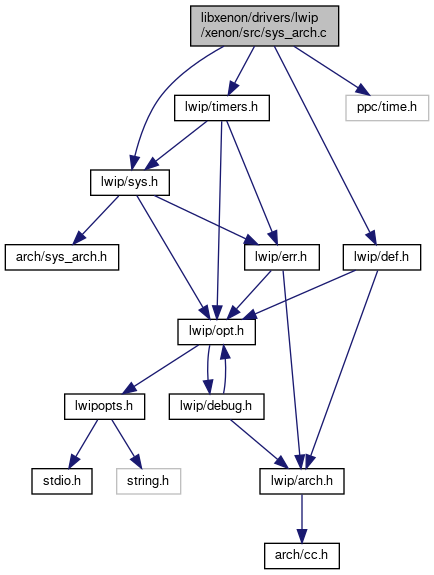 libxenon/drivers/lwip
/xenon/src/sys_arch.c
lwip/timers.h
ppc/time.h
lwip/sys.h
arch/sys_arch.h
lwip/err.h
lwip/def.h
lwip/opt.h
lwipopts.h
lwip/debug.h
stdio.h
string.h
lwip/arch.h
arch/cc.h